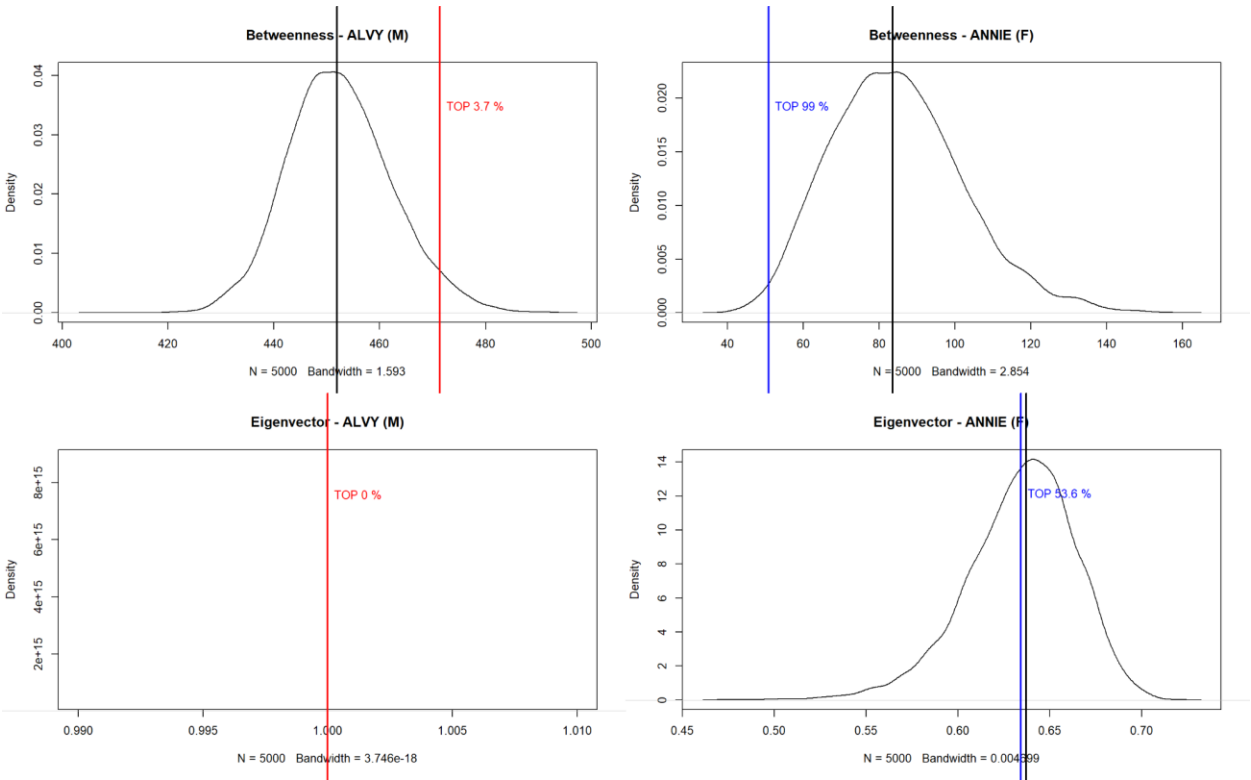 Betweenness - ALVY (M)
TOP 3.7 %
Density
0.00 0.01 0.02 0.03 0.04
400 420 440 460 480 500
N = 5000 Bandwidth = 1.593
Betweenness - ANNIE (F)
TOP 99 %
Density
0.000 0.005 0.010 0.015 0.020
40 60 80 100 120 140 160
N = 5000 Bandwidth = 2.854
Eigenvector - ALVY (M)
TOP 0 %
Density
2e+15 4e+15 6e+15 8e+15
0.990 0.995 1.000 1.005 1.010
N = 5000 Bandwidth = 3.746e-18
Eigenvector - ANNIE (F)
TOP 53.6 %
Density
0 2 4 6 8 10 12 14
0.45 0.50 0.55 0.60 0.65 0.70
N = 5000 Bandwidth =